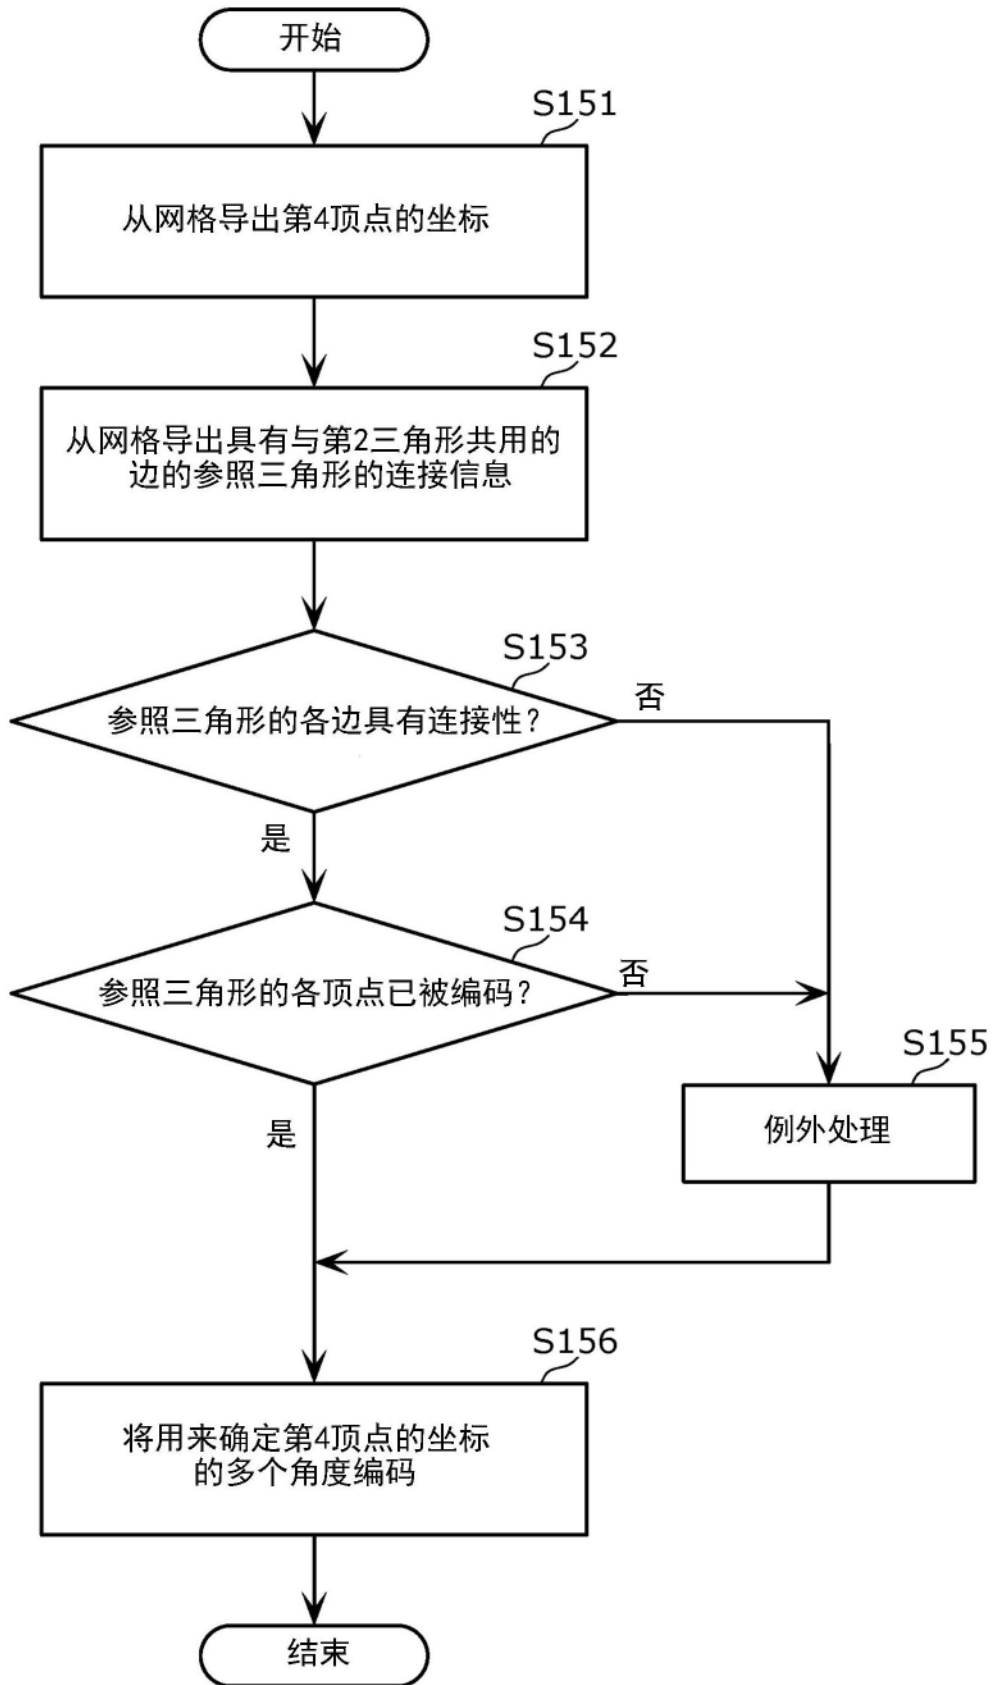 开始
S151
从网格导出第4顶点的坐标
S152
从网格导出具有与第2三角形共用的
边的参照三角形的连接信息
S153
参照三角形的各边具有连接性？
否
是
S154
参照三角形的各顶点已被编码？
否
是
S155
例外处理
S156
将用来确定第4顶点的坐标
的多个角度编码
结束